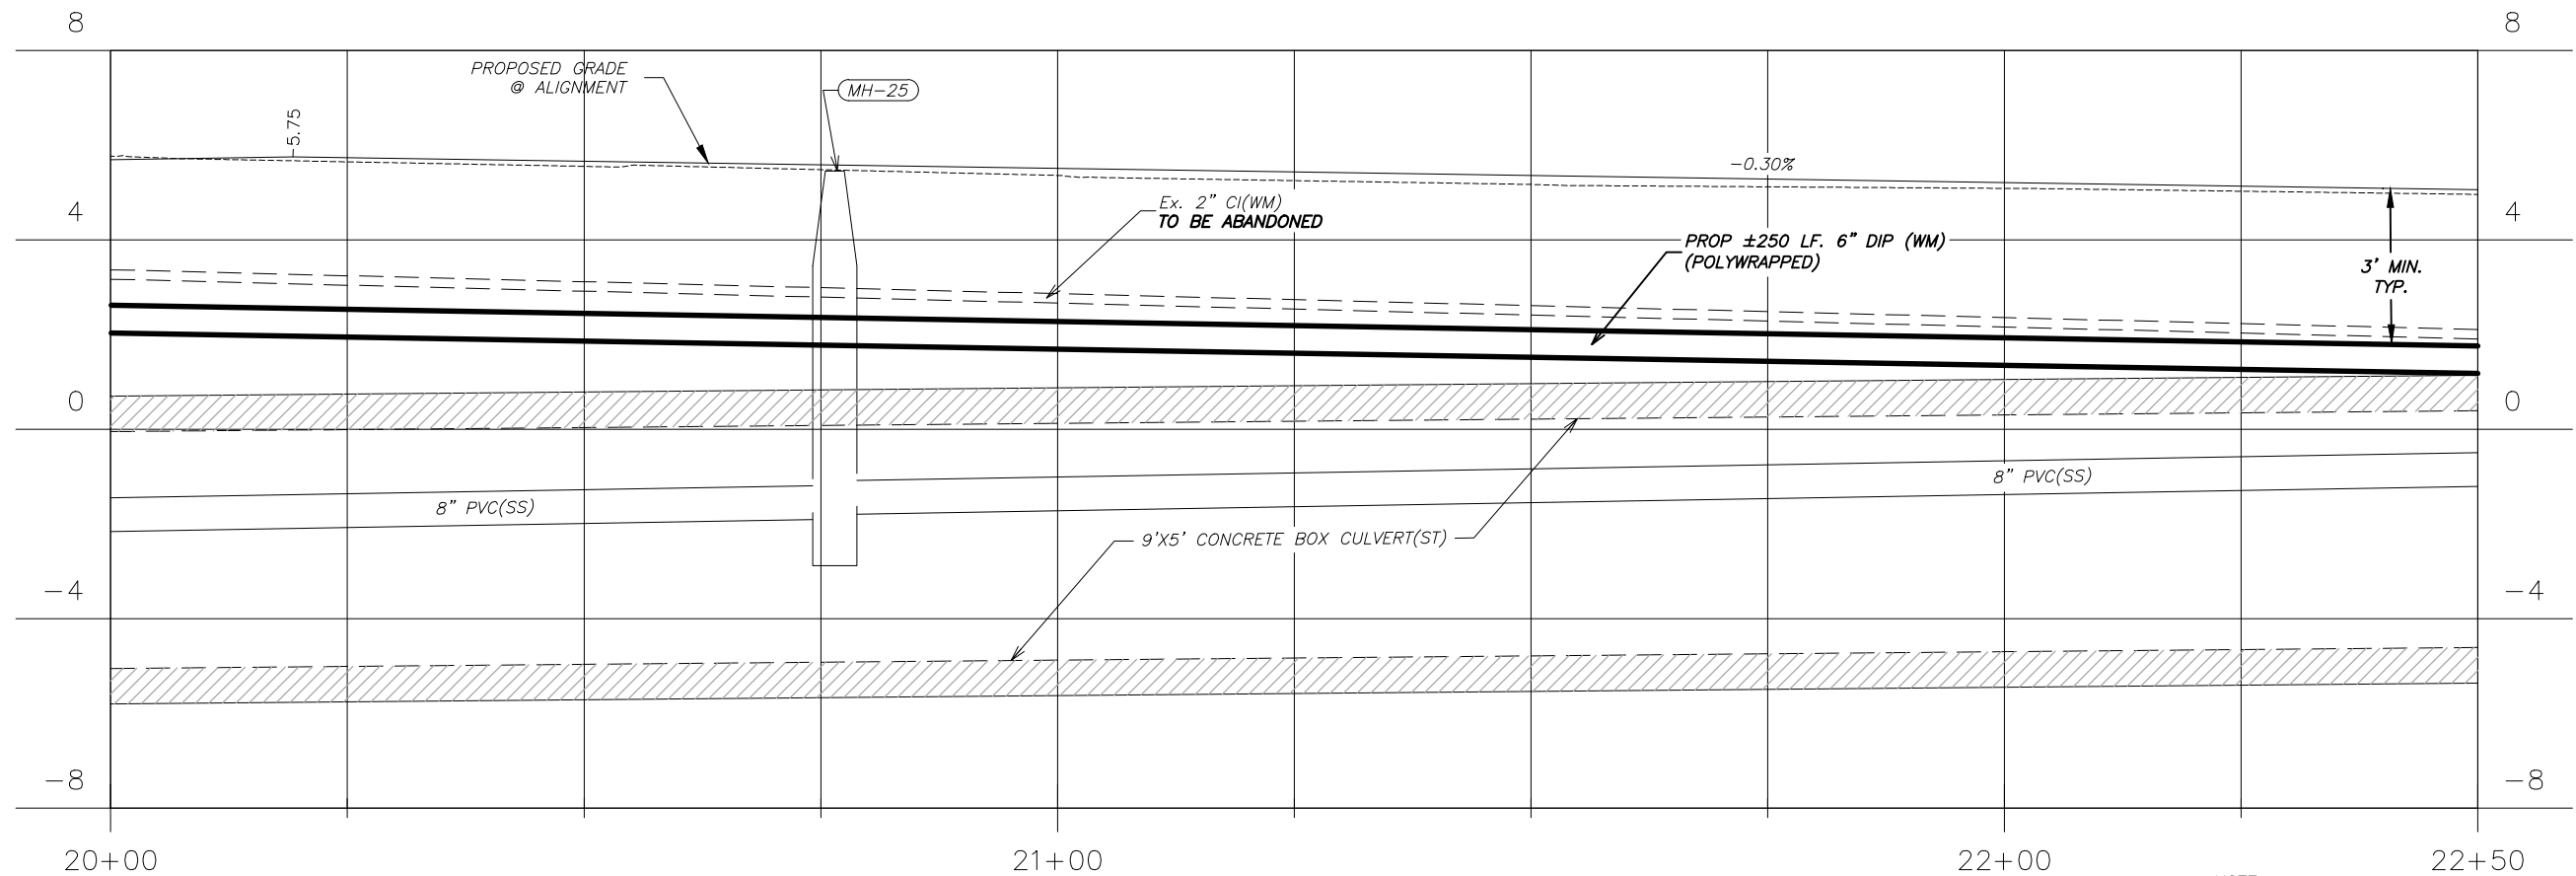 8
8
PROPOSED GRADE
@ ALIGNMENT
MH-25
5.75
-0.30%
Ex. 2" CI(WM)
TO BE ABANDONED
4
4
PROP ±250 LF. 6" DIP (WM)
(POLYWRAPPED)
3' MIN.
TYP.
0
0
8" PVC(SS)
8" PVC(SS)
9'X5' CONCRETE BOX CULVERT(ST)
-4
-4
-8
-8
20+00
21+00
22+00
22+50